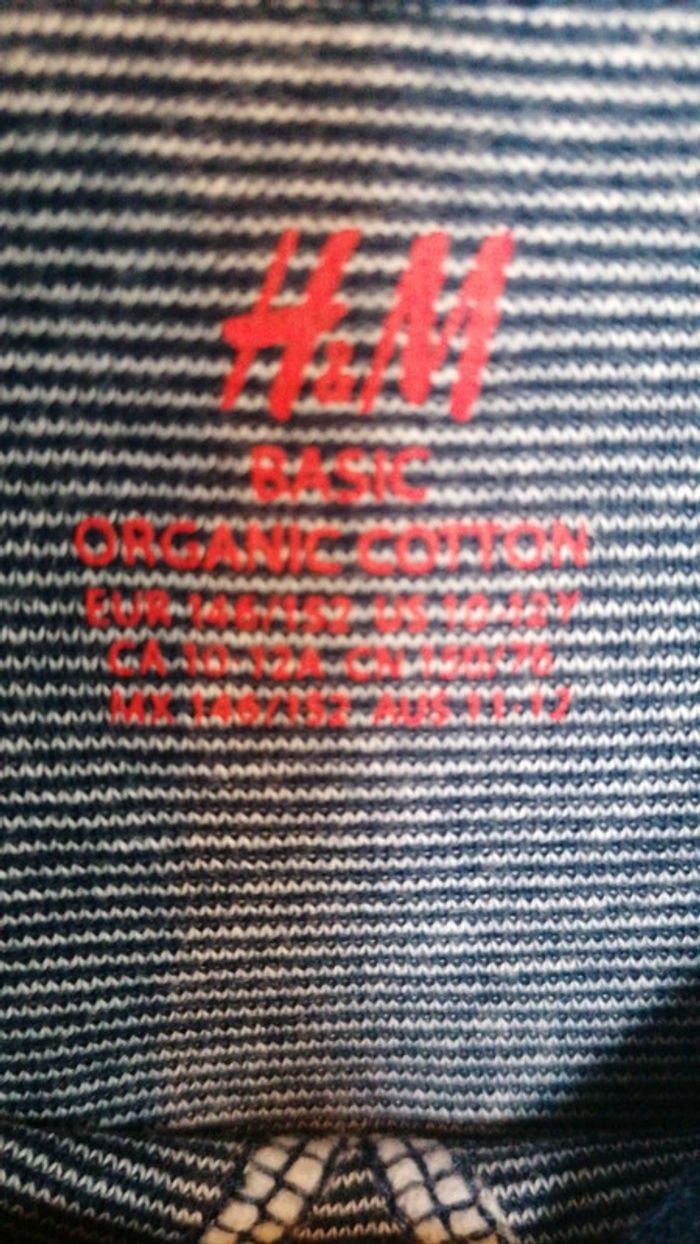 H&M
BASIC
ORGANIC COTTON
EUR 146/152 US 10-12Y
CA 10-12A CN 150/76
MX 146/152 AUS 11-12